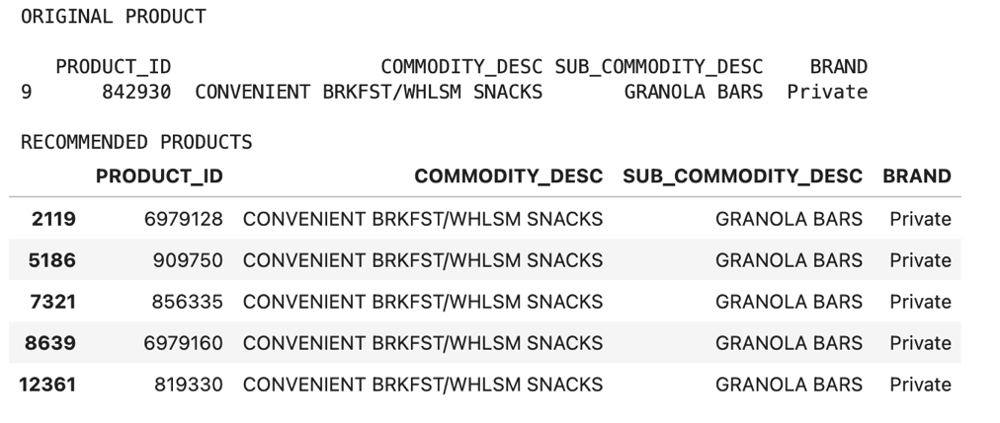 ORIGINAL PRODUCT
PRODUCT_ID COMMODITY_DESC SUB_COMMODITY_DESC BRAND
9 842930 CONVENIENT BRKFST/WHLSM SNACKS GRANOLA BARS Private
RECOMMENDED PRODUCTS
PRODUCT_ID COMMODITY_DESC SUB_COMMODITY_DESC BRAND
2119 6979128 CONVENIENT BRKFST/WHLSM SNACKS GRANOLA BARS Private
5186 909750 CONVENIENT BRKFST/WHLSM SNACKS GRANOLA BARS Private
7321 856335 CONVENIENT BRKFST/WHLSM SNACKS GRANOLA BARS Private
8639 6979160 CONVENIENT BRKFST/WHLSM SNACKS GRANOLA BARS Private
12361 819330 CONVENIENT BRKFST/WHLSM SNACKS GRANOLA BARS Private